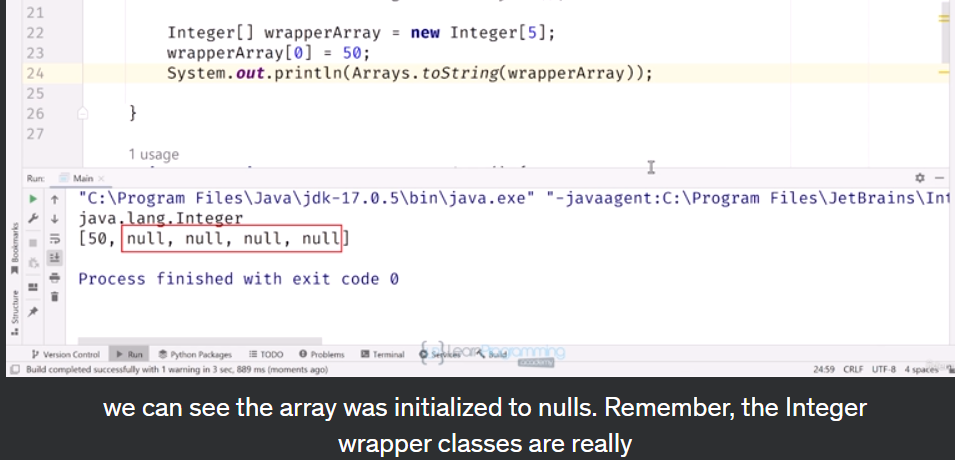 21
22 Integer[] wrapperArray = new Integer[5];
23 wrapperArray[0] = 50;
24 System.out.println(Arrays.toString(wrapperArray));
25
26 }
27
1 usage
Run: Main ×
"C:\Program Files\Java\jdk-17.0.5\bin\java.exe" "-javaagent:C:\Program Files\JetBrains\Int
java.lang.Integer
[50, null, null, null, null]
Process finished with exit code 0
Bookmarks
Structure
Version Control Run Python Packages TODO Problems Terminal Services Build
Learn Programming
academy
Build completed successfully with 1 warning in 3 sec, 889 ms (moments ago) 24:59 CRLF UTF-8 4 spaces
we can see the array was initialized to nulls. Remember, the Integer
wrapper classes are really